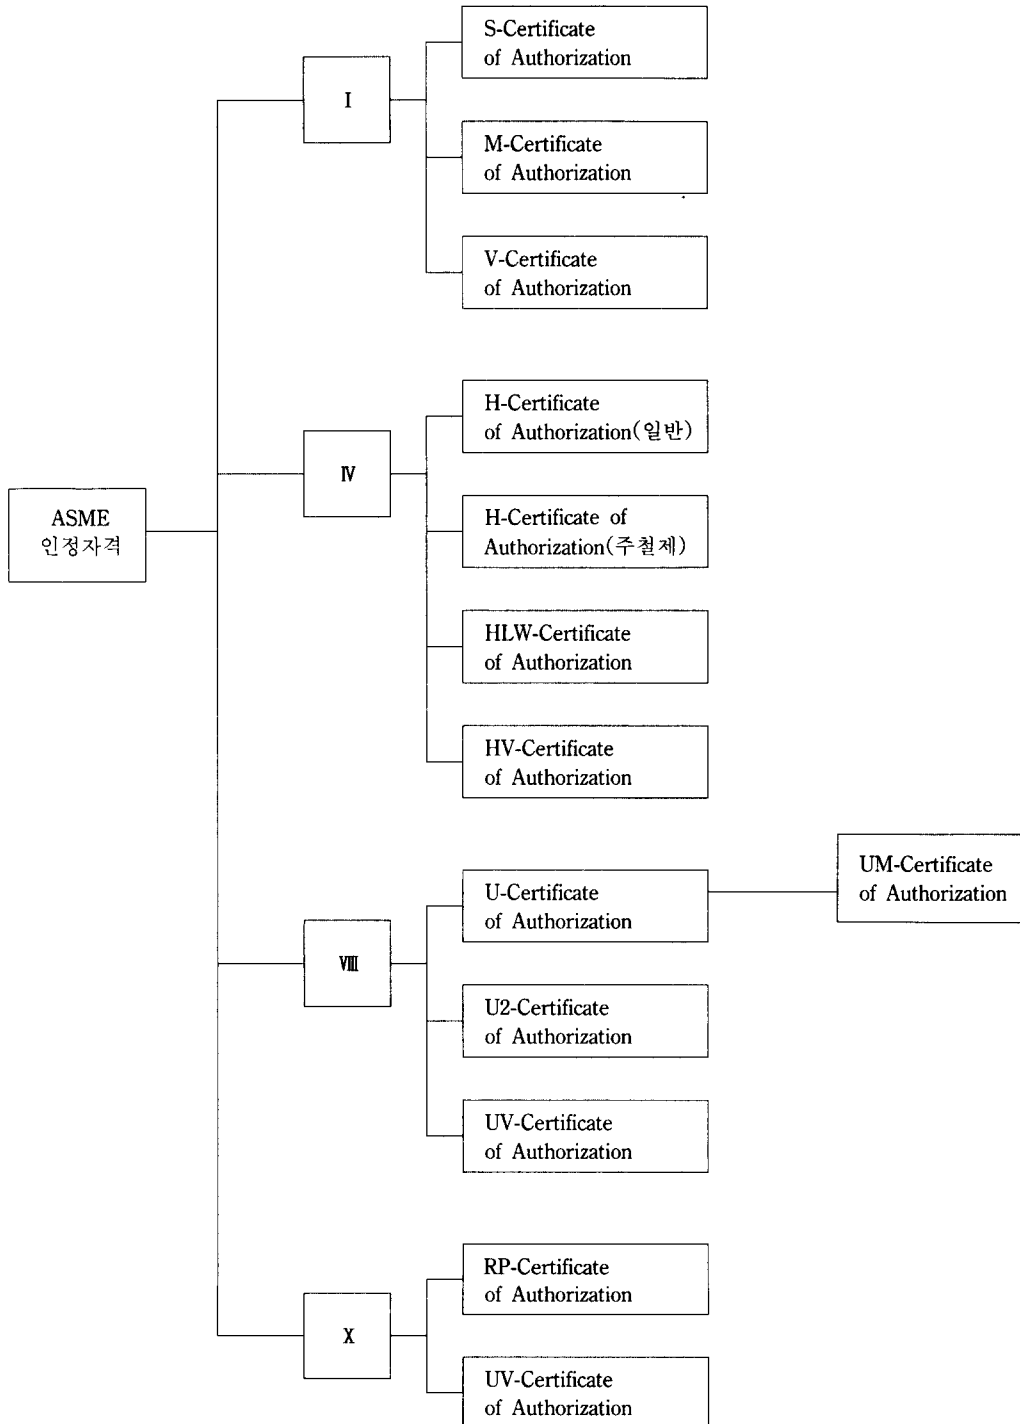 S-Certificate
of Authorization
I
M-Certificate
of Authorization
V-Certificate
of Authorization
H-Certificate
of Authorization(일반)
Ⅳ
ASME
인정자격
H-Certificate of
Authorization(주철제)
HLW-Certificate
of Authorization
HV-Certificate
of Authorization
U-Certificate
of Authorization
UM-Certificate
of Authorization
Ⅷ
U2-Certificate
of Authorization
UV-Certificate
of Authorization
RP-Certificate
of Authorization
X
UV-Certificate
of Authorization